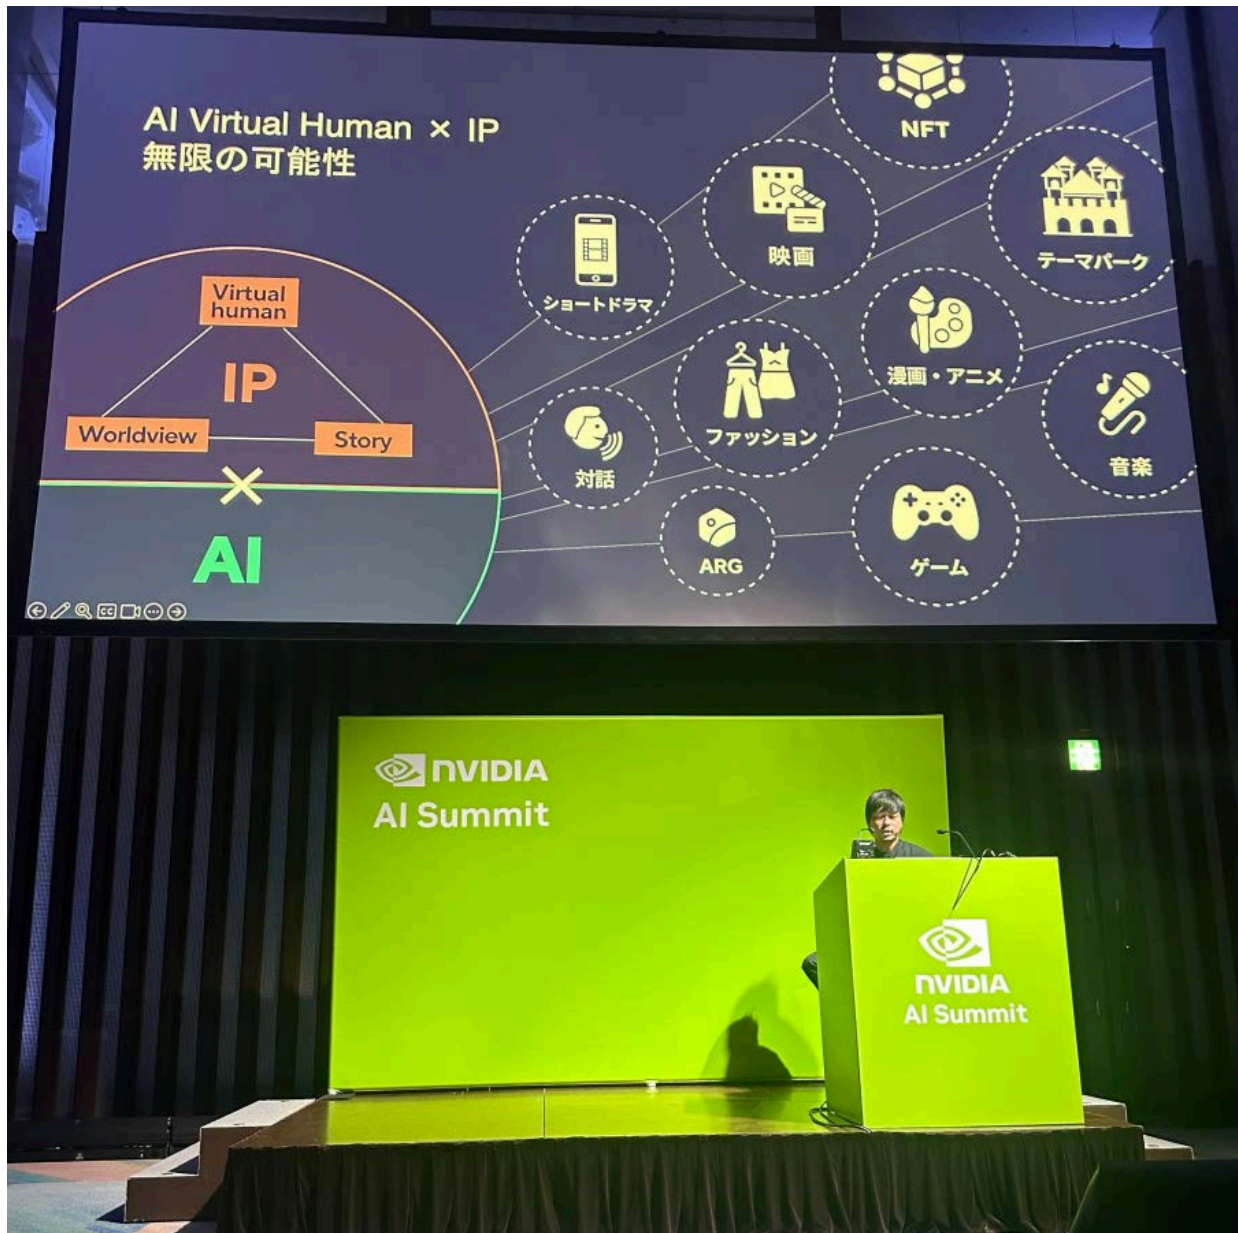 AI Virtual Human × IP
無限の可能性
Virtual
human
IP
Worldview
Story
×
AI
NFT
映画
テーマパーク
ショートドラマ
漫画・アニメ
ファッション
対話
音楽
ARG
ゲーム
CC
NVIDIA
AI Summit
NVIDIA
AI Summit